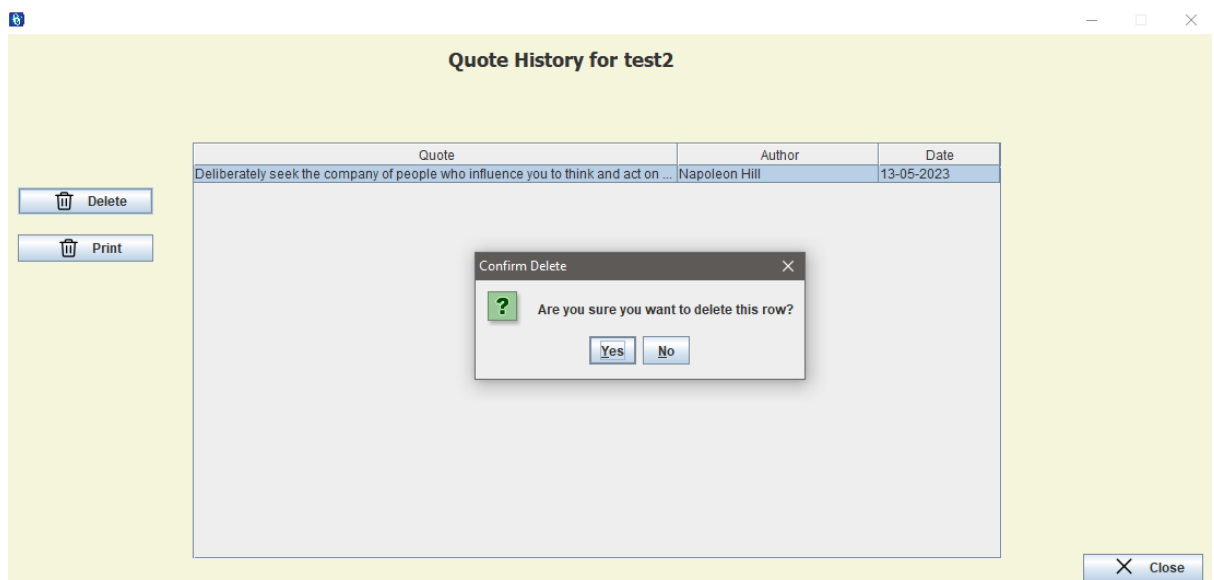 Quote History for test2
Quote Author Date
Deliberately seek the company of people who influence you to think and act on ... Napoleon Hill 13-05-2023
Delete
Print
Confirm Delete
Are you sure you want to delete this row?
Yes No
Close